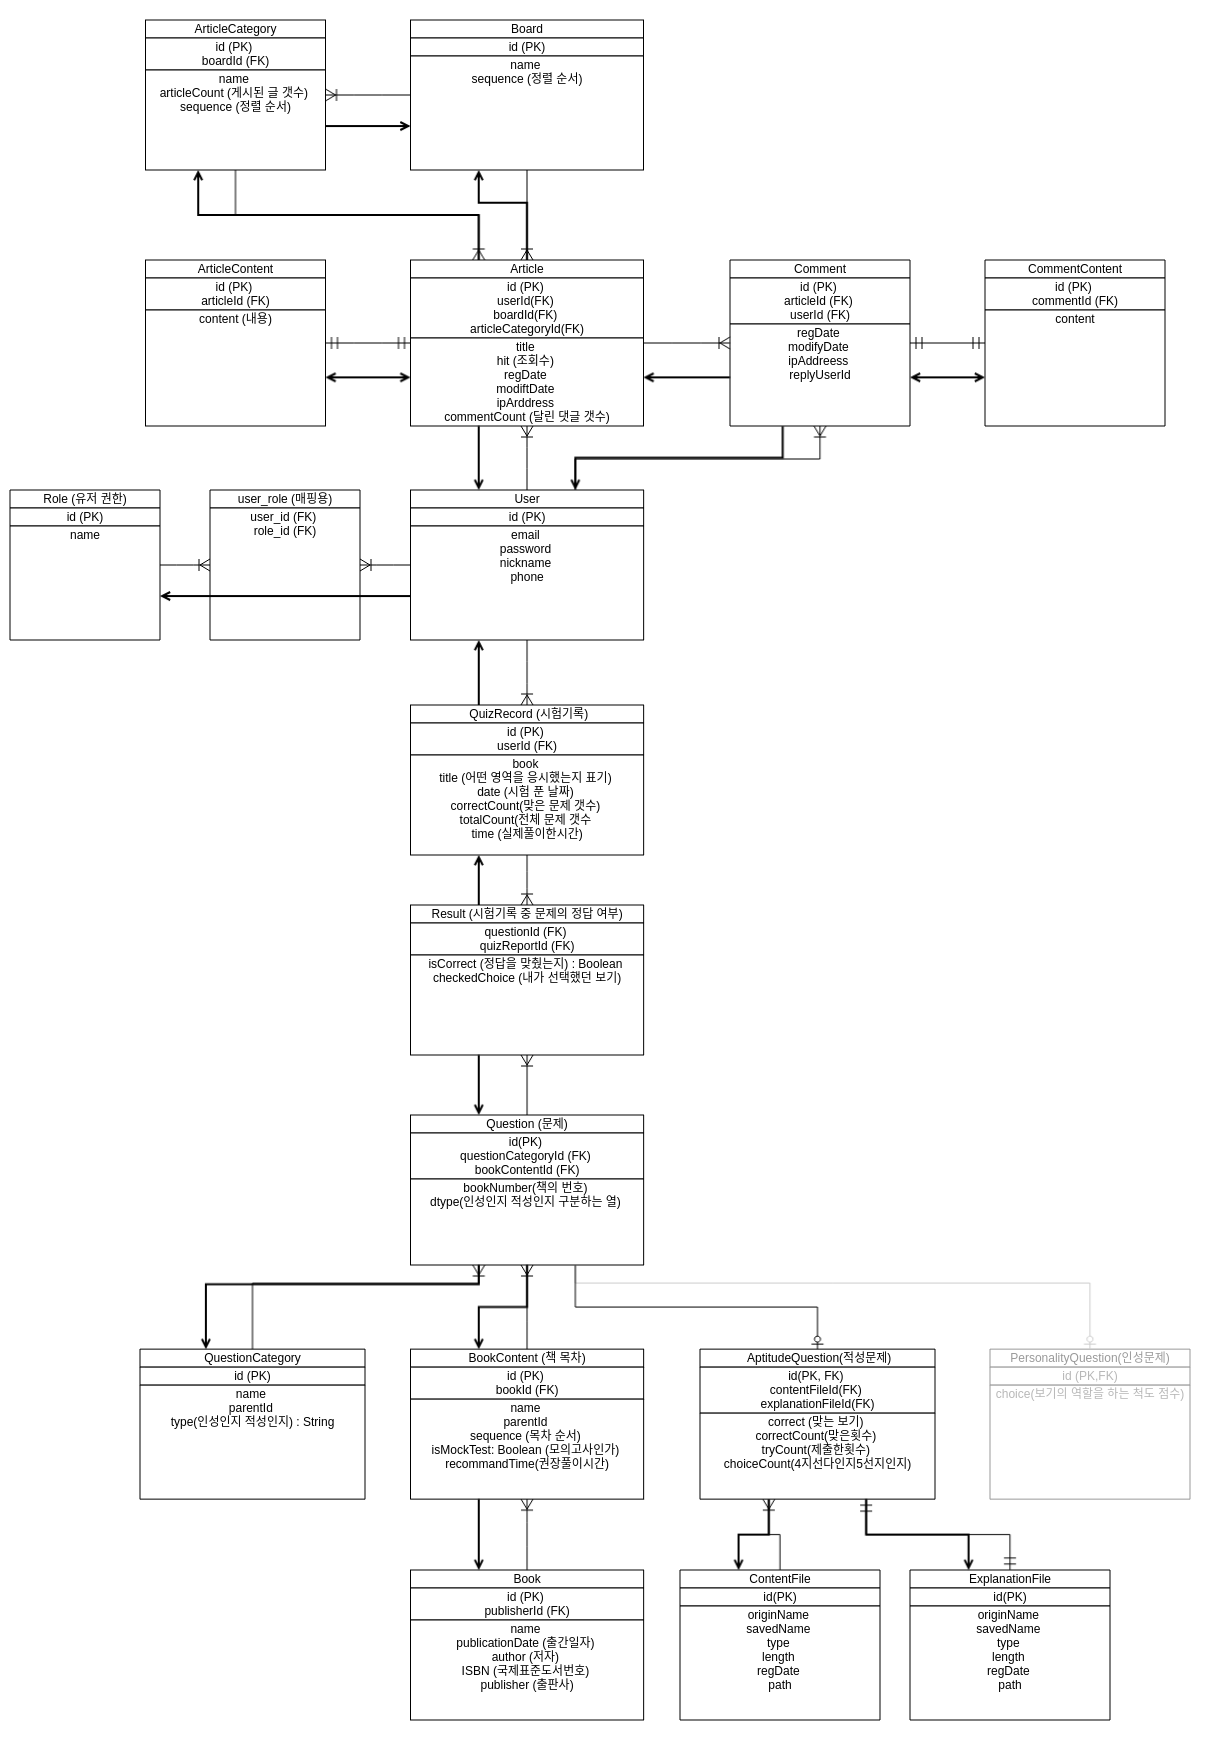 ArticleCategory
id (PK)
boardId (FK)
name
articleCount (게시된 글 갯수)
sequence (정렬 순서)
Board
id (PK)
name
sequence (정렬 순서)
ArticleContent
id (PK)
articleId (FK)
content (내용)
Article
id (PK)
userId(FK)
boardId(FK)
articleCategoryId(FK)
title
hit (조회수)
regDate
modiftDate
ipArddress
commentCount (달린 댓글 갯수)
Comment
id (PK)
articleId (FK)
userId (FK)
regDate
modifyDate
ipAddreess
replyUserId
CommentContent
id (PK)
commentId (FK)
content
Role (유저 권한)
id (PK)
name
user_role (매핑용)
user_id (FK)
role_id (FK)
User
id (PK)
email
password
nickname
phone
QuizRecord (시험기록)
id (PK)
userId (FK)
book
title (어떤 영역을 응시했는지 표기)
date (시험 푼 날짜)
correctCount(맞은 문제 갯수)
totalCount(전체 문제 갯수
time (실제풀이한시간)
Result (시험기록 중 문제의 정답 여부)
questionId (FK)
quizReportId (FK)
isCorrect (정답을 맞췄는지) : Boolean
checkedChoice (내가 선택했던 보기)
Question (문제)
id(PK)
questionCategoryId (FK)
bookContentId (FK)
bookNumber(책의 번호)
dtype(인성인지 적성인지 구분하는 열)
QuestionCategory
id (PK)
name
parentId
type(인성인지 적성인지) : String
BookContent (책 목차)
id (PK)
bookId (FK)
name
parentId
sequence (목차 순서)
isMockTest: Boolean (모의고사인가)
recommandTime(권장풀이시간)
AptitudeQuestion(적성문제)
id(PK, FK)
contentFileId(FK)
explanationFileId(FK)
correct (맞는 보기)
correctCount(맞은횟수)
tryCount(제출한횟수)
choiceCount(4지선다인지5선지인지)
PersonalityQuestion(인성문제)
id (PK,FK)
choice(보기의 역할을 하는 척도 점수)
Book
id (PK)
publisherId (FK)
name
publicationDate (출간일자)
author (저자)
ISBN (국제표준도서번호)
publisher (출판사)
ContentFile
id(PK)
originName
savedName
type
length
regDate
path
ExplanationFile
id(PK)
originName
savedName
type
length
regDate
path